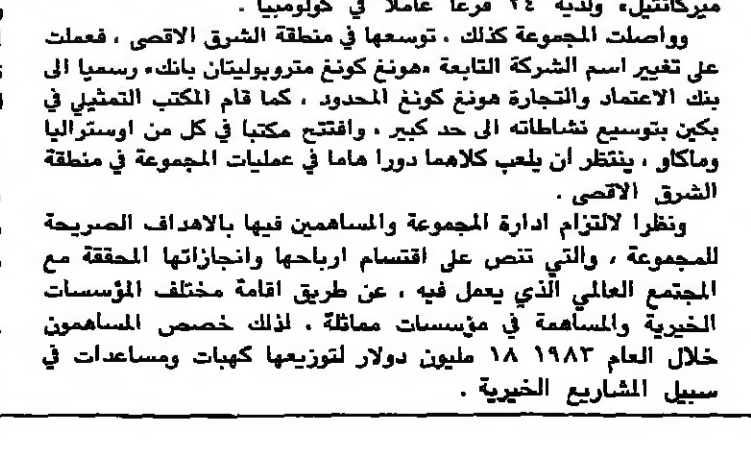 ميركانتيل، ولديه ٢٤ فرعا عاملا في كولومبيا .
وواصلت المجموعة كذلك ، توسعها في منطقة الشرق الاقصى ، فعملت
على تغيير اسم الشركة التابعة «هونغ كونغ متروبوليتان بانك» رسميا الى
بنك الاعتماد والتجارة هونغ كونغ المحدود ، كما قام المكتب التمثيلي في
بكين بتوسيع نشاطاته الى حد كبير ، وافتتح مكتبا في كل من اوستراليا
وماكاو ، ينتظر ان يلعب كلاهما دورا هاما في عمليات المجموعة في منطقة
الشرق الاقصى .
ونظرا لالتزام ادارة المجموعة والمساهمين فيها بالاهداف الصريحة
للمجموعة ، والتي تنص على اقتسام ارباحها وانجازاتها المحققة مع
المجتمع العالمي الذي يعمل فيه ، عن طريق اقامة مختلف المؤسسات
الخيرية والمساهمة في مؤسسات مماثلة ، لذلك خصص المساهمون
خلال العام ١٩٨٣ ١٨ مليون دولار لتوزيعها كهبات ومساعدات في
سبيل المشاريع الخيرية .